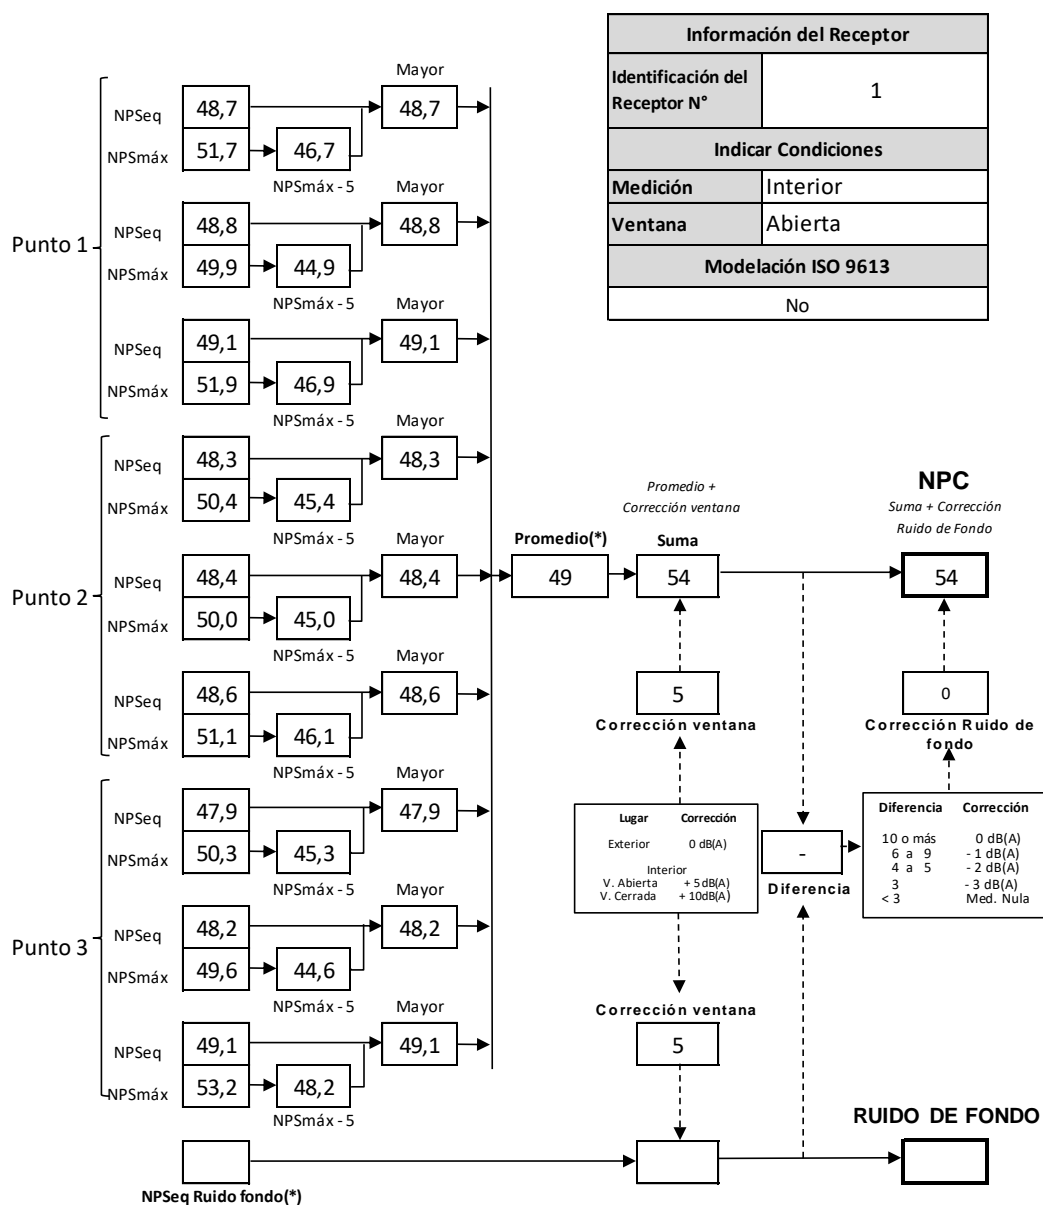 Información del Receptor
Identificación del Receptor N° 1
Indicar Condiciones
Medición Interior
Ventana Abierta
Modelación ISO 9613
No
Punto 1
Mayor
NPSeq 48,7 48,7
NPSmáx 51,7 46,7
NPSmáx - 5
Mayor
NPSeq 48,8 48,8
NPSmáx 49,9 44,9
NPSmáx - 5
Mayor
NPSeq 49,1 49,1
NPSmáx 51,9 46,9
NPSmáx - 5
Punto 2
Mayor
NPSeq 48,3 48,3
NPSmáx 50,4 45,4
NPSmáx - 5
Mayor
NPSeq 48,4 48,4
NPSmáx 50,0 45,0
NPSmáx - 5
Mayor
NPSeq 48,6 48,6
NPSmáx 51,1 46,1
NPSmáx - 5
Punto 3
Mayor
NPSeq 47,9 47,9
NPSmáx 50,3 45,3
NPSmáx - 5
Mayor
NPSeq 48,2 48,2
NPSmáx 49,6 44,6
NPSmáx - 5
Mayor
NPSeq 49,1 49,1
NPSmáx 53,2 48,2
NPSmáx - 5
NPSeq Ruido fondo(*)
Promedio(*)
49
Promedio +
Corrección ventana
Suma
54
5
Corrección ventana
Lugar Corrección
Exterior 0 dB(A)
Interior
V. Abierta + 5dB(A)
V. Cerrada + 10dB(A)
Corrección ventana
5
-
Diferencia
NPC
Suma + Corrección
Ruido de Fondo
54
0
Corrección Ruido de
fondo
Diferencia Corrección
10 o más 0 dB(A)
6 a 9 - 1 dB(A)
4 a 5 - 2 dB(A)
3 - 3 dB(A)
< 3 Med. Nula
RUIDO DE FONDO